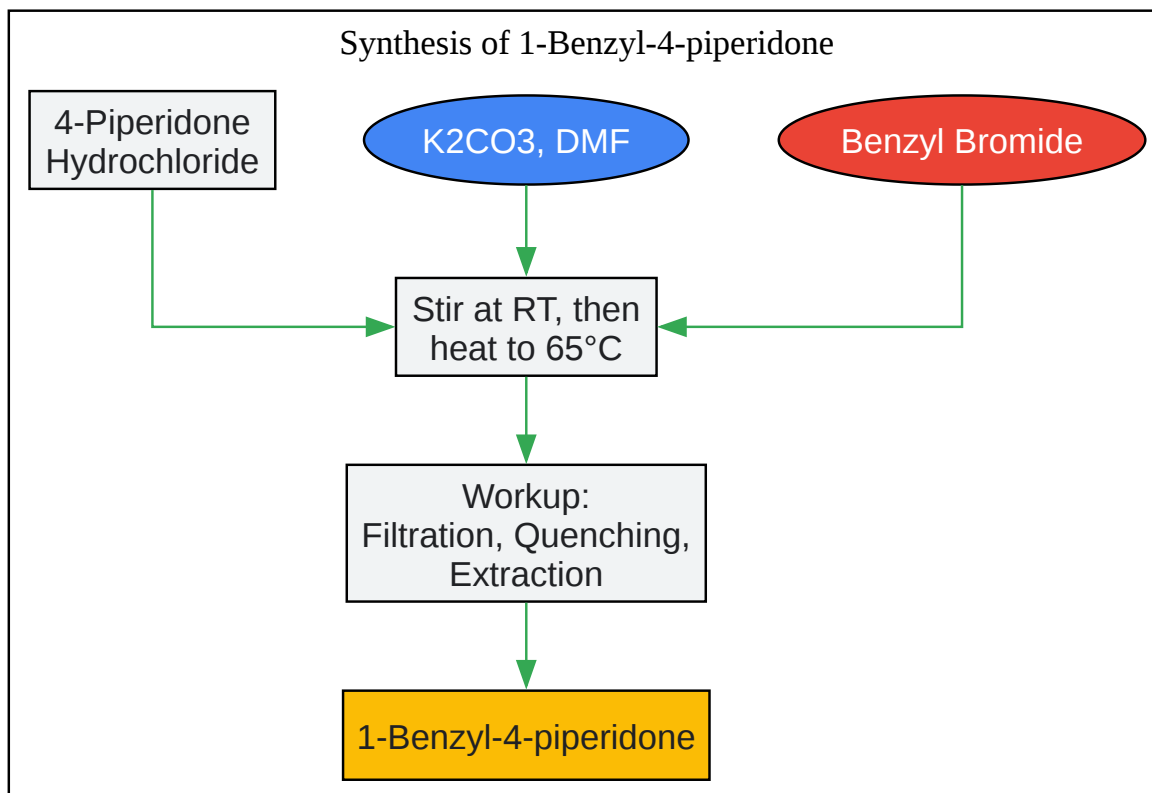 Synthesis of 1-Benzyl-4-piperidone
4-Piperidone
Hydrochloride
K2CO3, DMF
Benzyl Bromide
Stir at RT, then
heat to 65°C
Workup:
Filtration, Quenching,
Extraction
1-Benzyl-4-piperidone